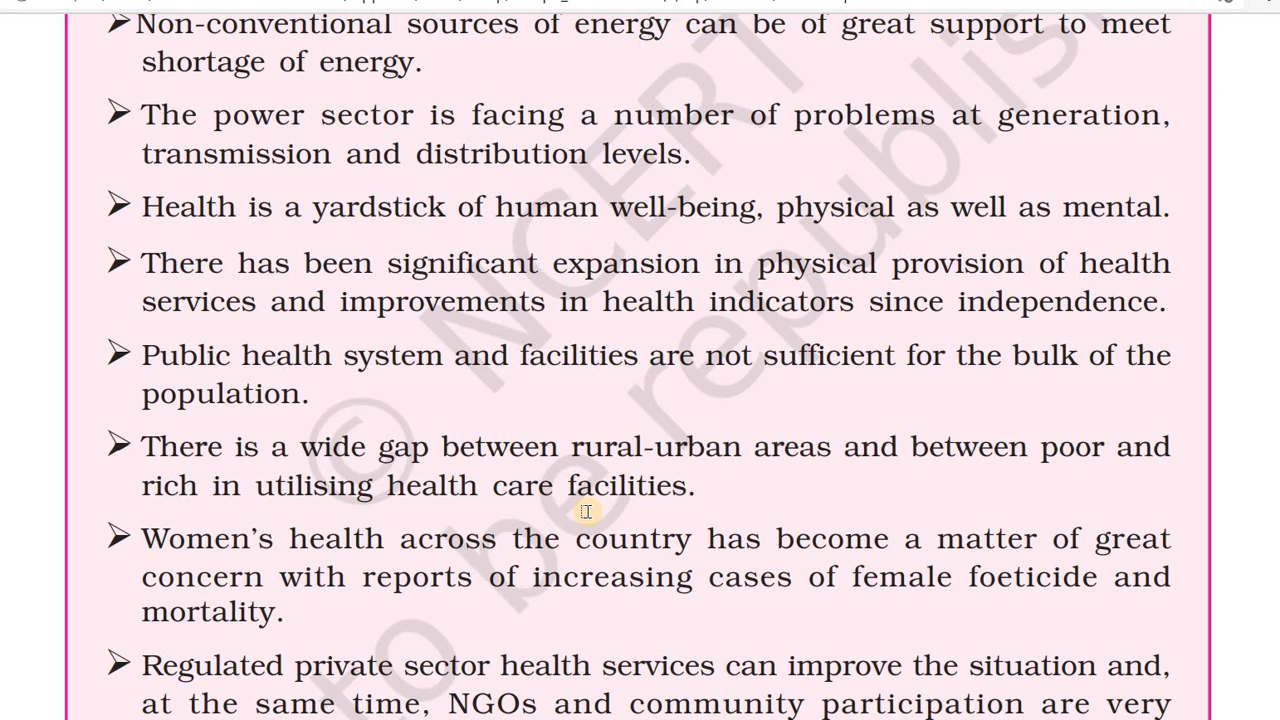 ➢Non-conventional sources of energy can be of great support to meet
shortage of energy.
➢ The power sector is facing a number of problems at generation,
transmission and distribution levels.
➢ Health is a yardstick of human well-being, physical as well as mental.
➢ There has been significant expansion in physical provision of health
services and improvements in health indicators since independence.
➢ Public health system and facilities are not sufficient for the bulk of the
population.
➢ There is a wide gap between rural-urban areas and between poor and
rich in utilising health care facilities.
➢ Women’s health across the country has become a matter of great
concern with reports of increasing cases of female foeticide and
mortality.
➢ Regulated private sector health services can improve the situation and,
at the same time, NGOs and community participation are very
© NCERT
to be republis